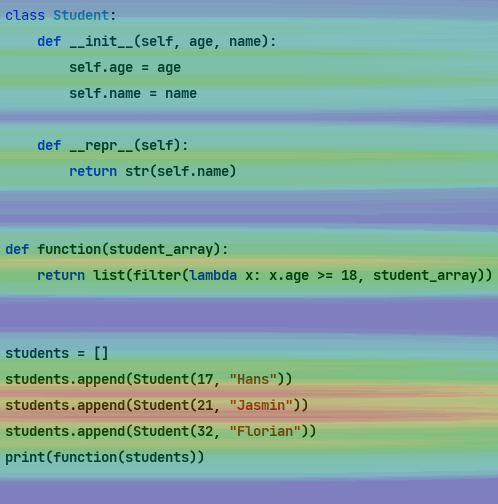 class Student:
    def __init__(self, age, name):
        self.age = age
        self.name = name
    def __repr__(self):
        return str(self.name)
def function(student_array):
    return list(filter(lambda x: x.age >= 18, student_array))
students = []
students.append(Student(17, "Hans"))
students.append(Student(21, "Jasmin"))
students.append(Student(32, "Florian"))
print(function(students))